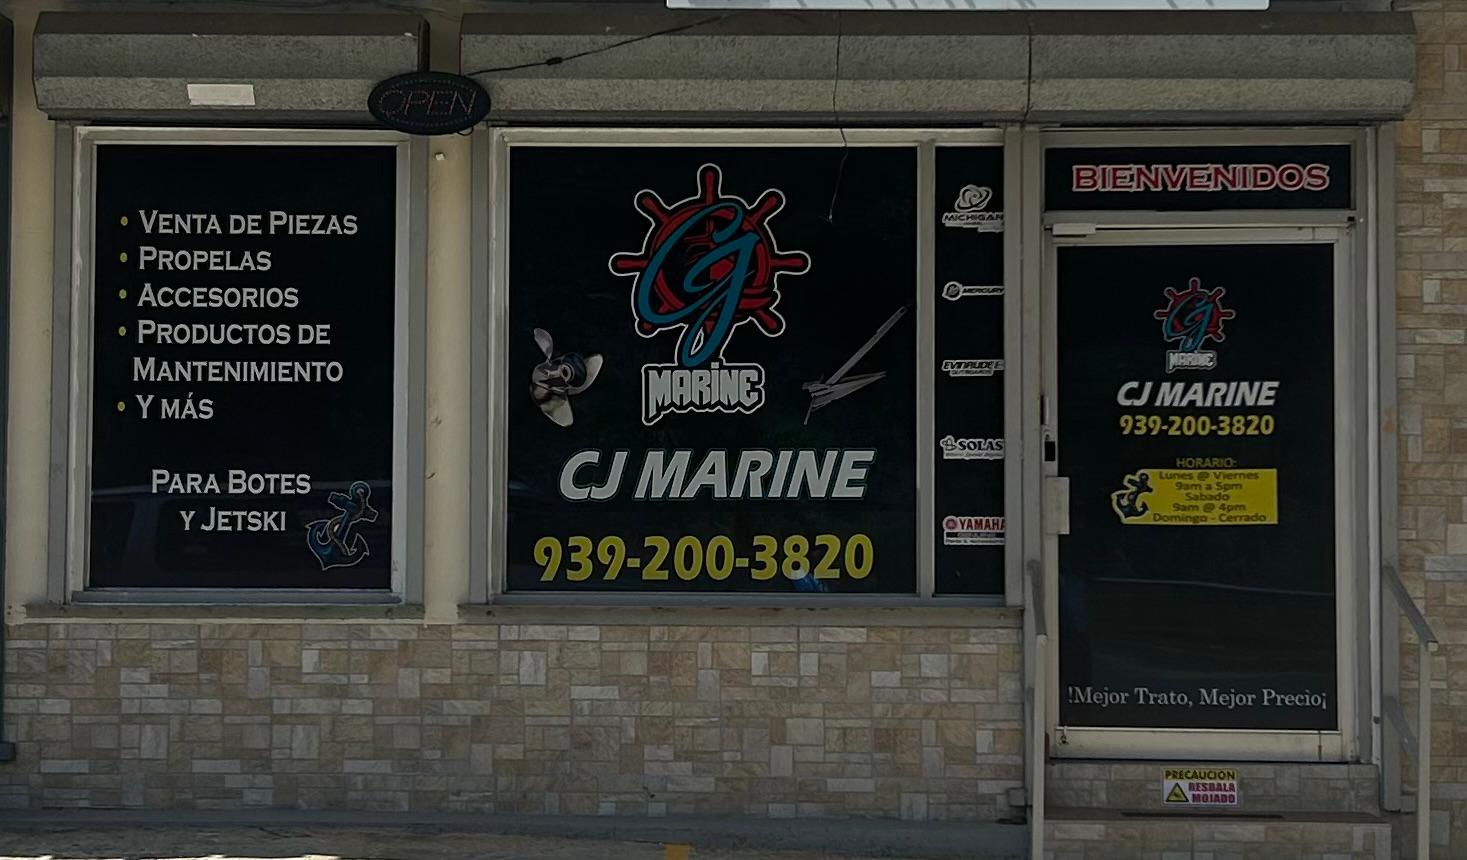 OPEN
• VENTA DE PIEZAS
• PROPELAS
• ACCESORIOS
• PRODUCTOS DE
MANTENIMIENTO
• Y MÁS
PARA BOTES
Y JETSKI
CJ
MARINE
CJ MARINE
939-200-3820
MICHIGAN
MERCURY
EVINRUDE
SOLAS
YAMAHA
BIENVENIDOS
CJ
MARINE
CJ MARINE
939-200-3820
HORARIO:
Lunes @ Viernes
9am a 5pm
Sabado
9am @ 4pm
Domingo - Cerrado
!Mejor Trato, Mejor Precio¡
PRECAUCION
RESBALA
MOJADO